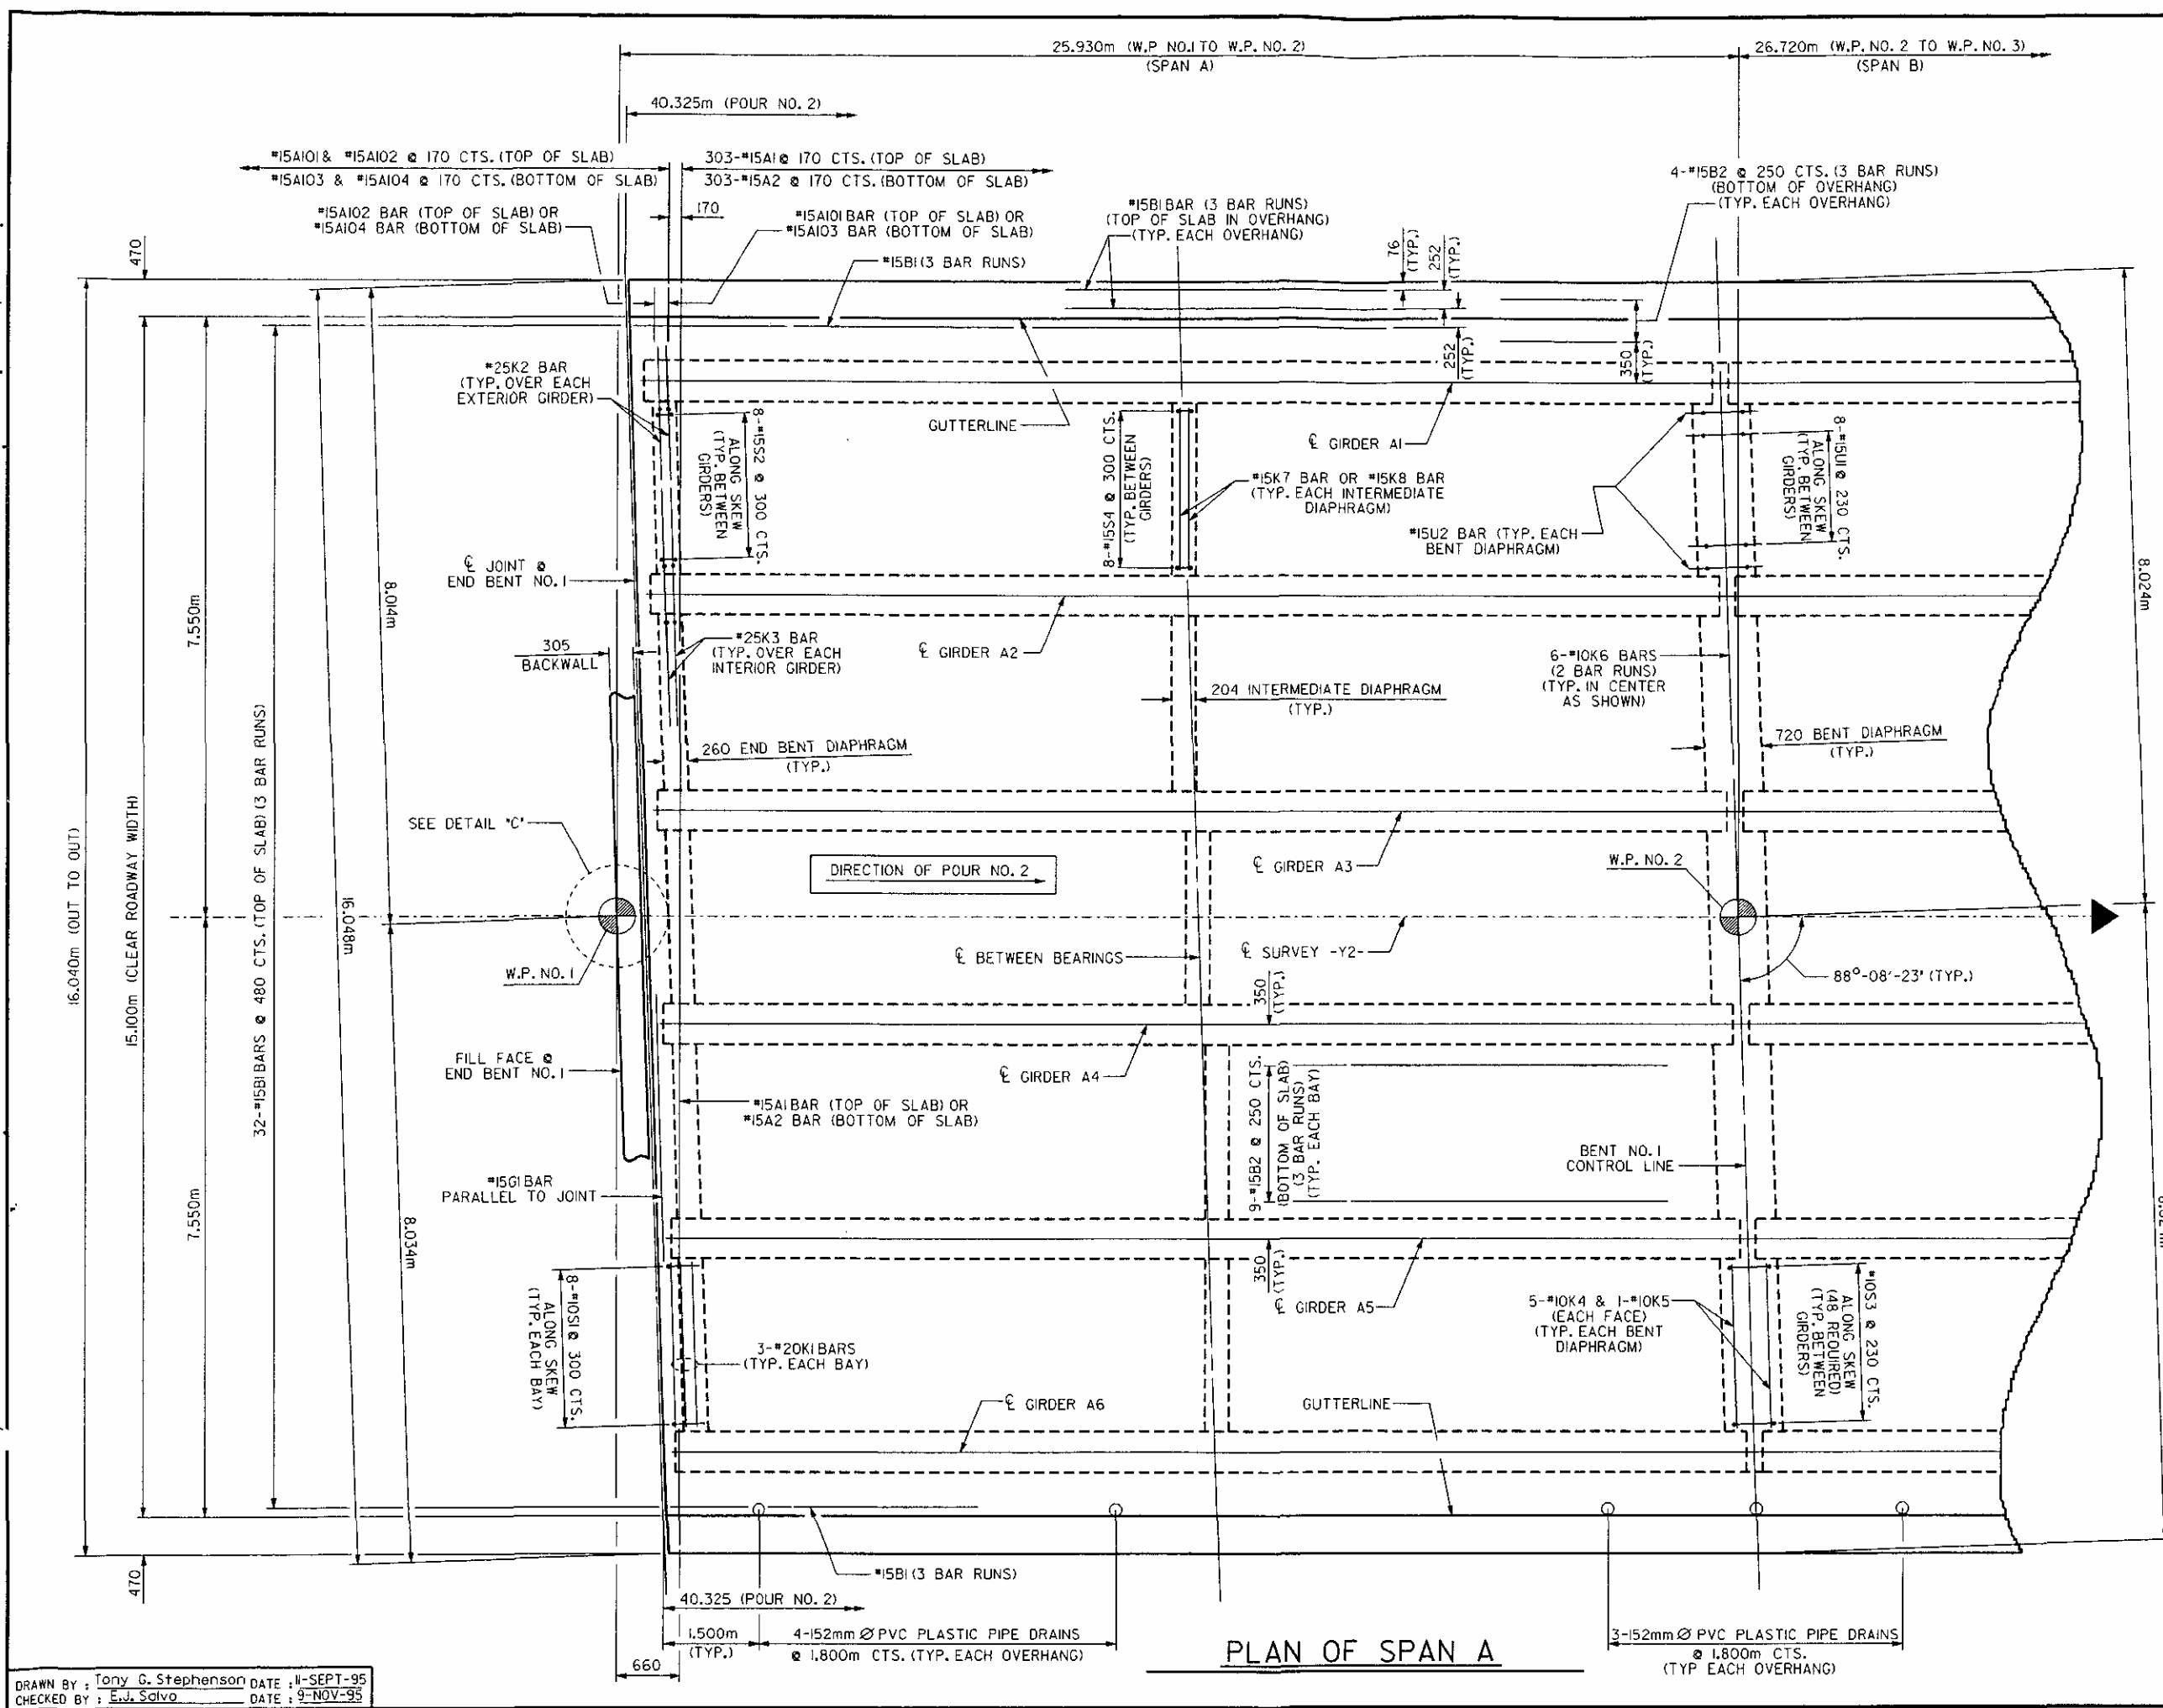 25.930m (W.P NO.1 TO W.P. NO. 2)
(SPAN A)
26.720m (W.P. NO. 2 TO W.P. NO. 3)
(SPAN B)
40.325m (POUR NO. 2)
#15A101 & #15A102 @ 170 CTS. (TOP OF SLAB)
#15A103 & #15A104 @ 170 CTS. (BOTTOM OF SLAB)
303-#15A1 @ 170 CTS. (TOP OF SLAB)
303-#15A2 @ 170 CTS. (BOTTOM OF SLAB)
4-#15B2 @ 250 CTS. (3 BAR RUNS)
(BOTTOM OF OVERHANG)
(TYP. EACH OVERHANG)
#15A102 BAR (TOP OF SLAB) OR
#15A104 BAR (BOTTOM OF SLAB)
170
#15A101 BAR (TOP OF SLAB) OR
#15A103 BAR (BOTTOM OF SLAB)
#15B1 BAR (3 BAR RUNS)
(TOP OF SLAB IN OVERHANG)
(TYP. EACH OVERHANG)
76
(TYP.)
252
(TYP.)
470
#15B1 (3 BAR RUNS)
252
(TYP.)
350
(TYP.)
#25K2 BAR
(TYP. OVER EACH
EXTERIOR GIRDER)
GUTTERLINE
℄ GIRDER A1
8-#15S2 @ 300 CTS.
ALONG SKEW
(TYP. BETWEEN
GIRDERS)
8-#15S4 @ 300 CTS.
(TYP. BETWEEN
GIRDERS)
#15K7 BAR OR #15K8 BAR
(TYP. EACH INTERMEDIATE
DIAPHRAGM)
#15U2 BAR (TYP. EACH
BENT DIAPHRAGM)
8-#15U1 @ 230 CTS.
ALONG SKEW
(TYP. BETWEEN
GIRDERS)
8.024m
℄ JOINT @
END BENT NO.1
8.014m
7.550m
305
BACKWALL
#25K3 BAR
(TYP. OVER EACH
INTERIOR GIRDER)
℄ GIRDER A2
204 INTERMEDIATE DIAPHRAGM
(TYP.)
6-#10K6 BARS
(2 BAR RUNS)
(TYP. IN CENTER
AS SHOWN)
720 BENT DIAPHRAGM
(TYP.)
260 END BENT DIAPHRAGM
(TYP.)
16.040m (OUT TO OUT)
15.100m (CLEAR ROADWAY WIDTH)
32-#15B1 BARS @ 480 CTS. (TOP OF SLAB) (3 BAR RUNS)
16.048m
SEE DETAIL "C"
DIRECTION OF POUR NO. 2
℄ GIRDER A3
W.P. NO. 2
W.P. NO. 1
℄ BETWEEN BEARINGS
℄ SURVEY -Y2-
88°-08'-23" (TYP.)
350
(TYP.)
FILL FACE @
END BENT NO.1
℄ GIRDER A4
#15A1 BAR (TOP OF SLAB) OR
#15A2 BAR (BOTTOM OF SLAB)
9-#15B2 @ 250 CTS.
(BOTTOM OF SLAB)
(3 BAR RUNS)
(TYP. EACH BAY)
BENT NO. 1
CONTROL LINE
#15G1 BAR
PARALLEL TO JOINT
7.550m
8.034m
350
(TYP.)
℄ GIRDER A5
8-#10S1 @ 300 CTS.
ALONG SKEW
(TYP. EACH BAY)
3-#20K1 BARS
(TYP. EACH BAY)
5-#10K4 & 1-#10K5
(EACH FACE)
(TYP. EACH BENT
DIAPHRAGM)
#10S3 @ 230 CTS.
ALONG SKEW
(48 REQUIRED)
(TYP. BETWEEN
GIRDERS)
℄ GIRDER A6
GUTTERLINE
470
#15B1 (3 BAR RUNS)
40.325 (POUR NO. 2)
1.500m
(TYP.)
4-152mm Ø PVC PLASTIC PIPE DRAINS
@ 1.800m CTS. (TYP. EACH OVERHANG)
660
PLAN OF SPAN A
3-152mm Ø PVC PLASTIC PIPE DRAINS
@ 1.800m CTS.
(TYP EACH OVERHANG)
DRAWN BY : Tony G. Stephenson DATE : 11-SEPT-95
CHECKED BY : E.J. Salvo DATE : 9-NOV-95